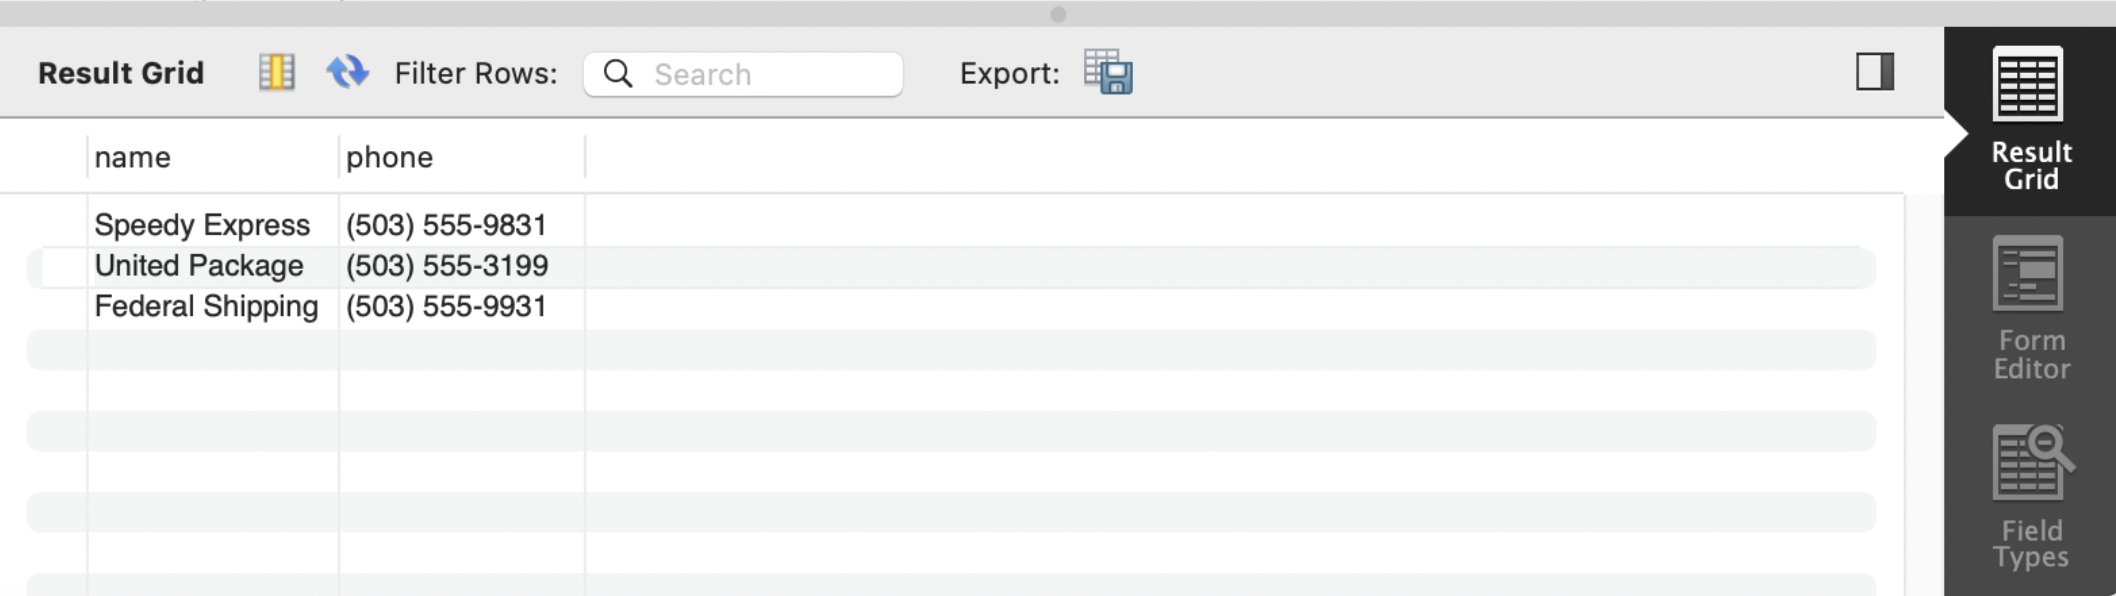 Result Grid Filter Rows: Search Export:
name phone
Speedy Express (503) 555-9831
United Package (503) 555-3199
Federal Shipping (503) 555-9931
Result
Grid
Form
Editor
Field
Types